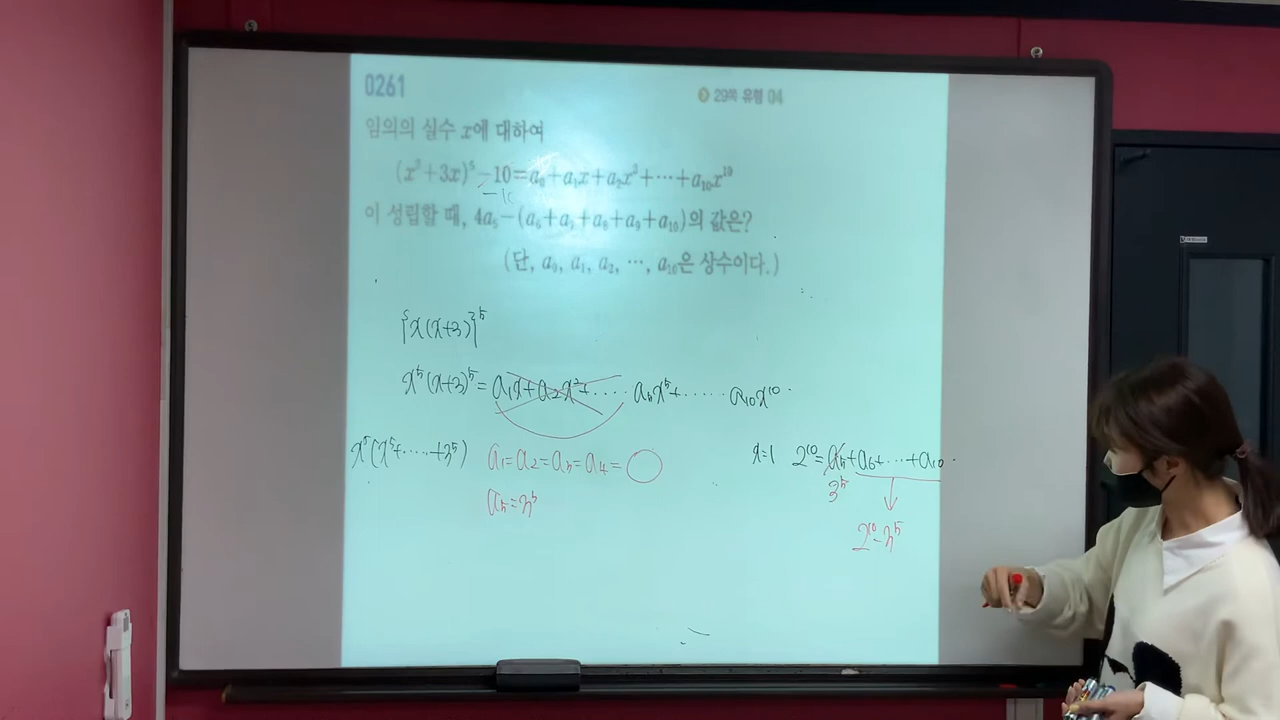 0261
29쪽 유형 04
임의의 실수 x에 대하여
(x²+3x)⁵-10=a₀+a₁x+a₂x²+⋯+a₁₀x¹⁰
-10
이 성립할 때, 4a₅-(a₆+a₇+a₈+a₉+a₁₀)의 값은?
(단, a₀, a₁, a₂, ⋯, a₁₀은 상수이다.)
{x(x+3)}⁵
x⁵(x+3)⁵=a₁x+a₂x²+⋯⋯a₅x⁵+⋯⋯a₁₀x¹⁰
x⁵(x⁵+⋯⋯+3⁵) a₁=a₂=a₃=a₄=0
x=1 2¹⁰=a₅+a₆+⋯+a₁₀
3⁵
a₅=3⁵
2¹⁰-3⁵